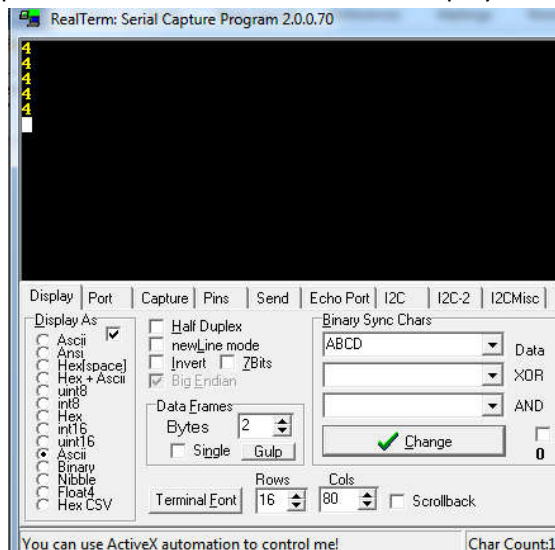 RealTerm: Serial Capture Program 2.0.0.70
4
4
4
4
4
Display Port Capture Pins Send Echo Port I2C I2C-2 I2CMisc
Display As
Ascii
Ansi
Hex[space]
Hex + Ascii
uint8
int8
Hex
int16
uint16
Ascii
Binary
Nibble
Float4
Hex CSV
Half Duplex
newLine mode
Invert 7Bits
Big Endian
Data Frames
Bytes 2
Single Gulp
Binary Sync Chars
ABCD Data
XOR
AND
Change
0
Terminal Font
Rows
16
Cols
80
Scrollback
You can use ActiveX automation to control me! Char Count:1